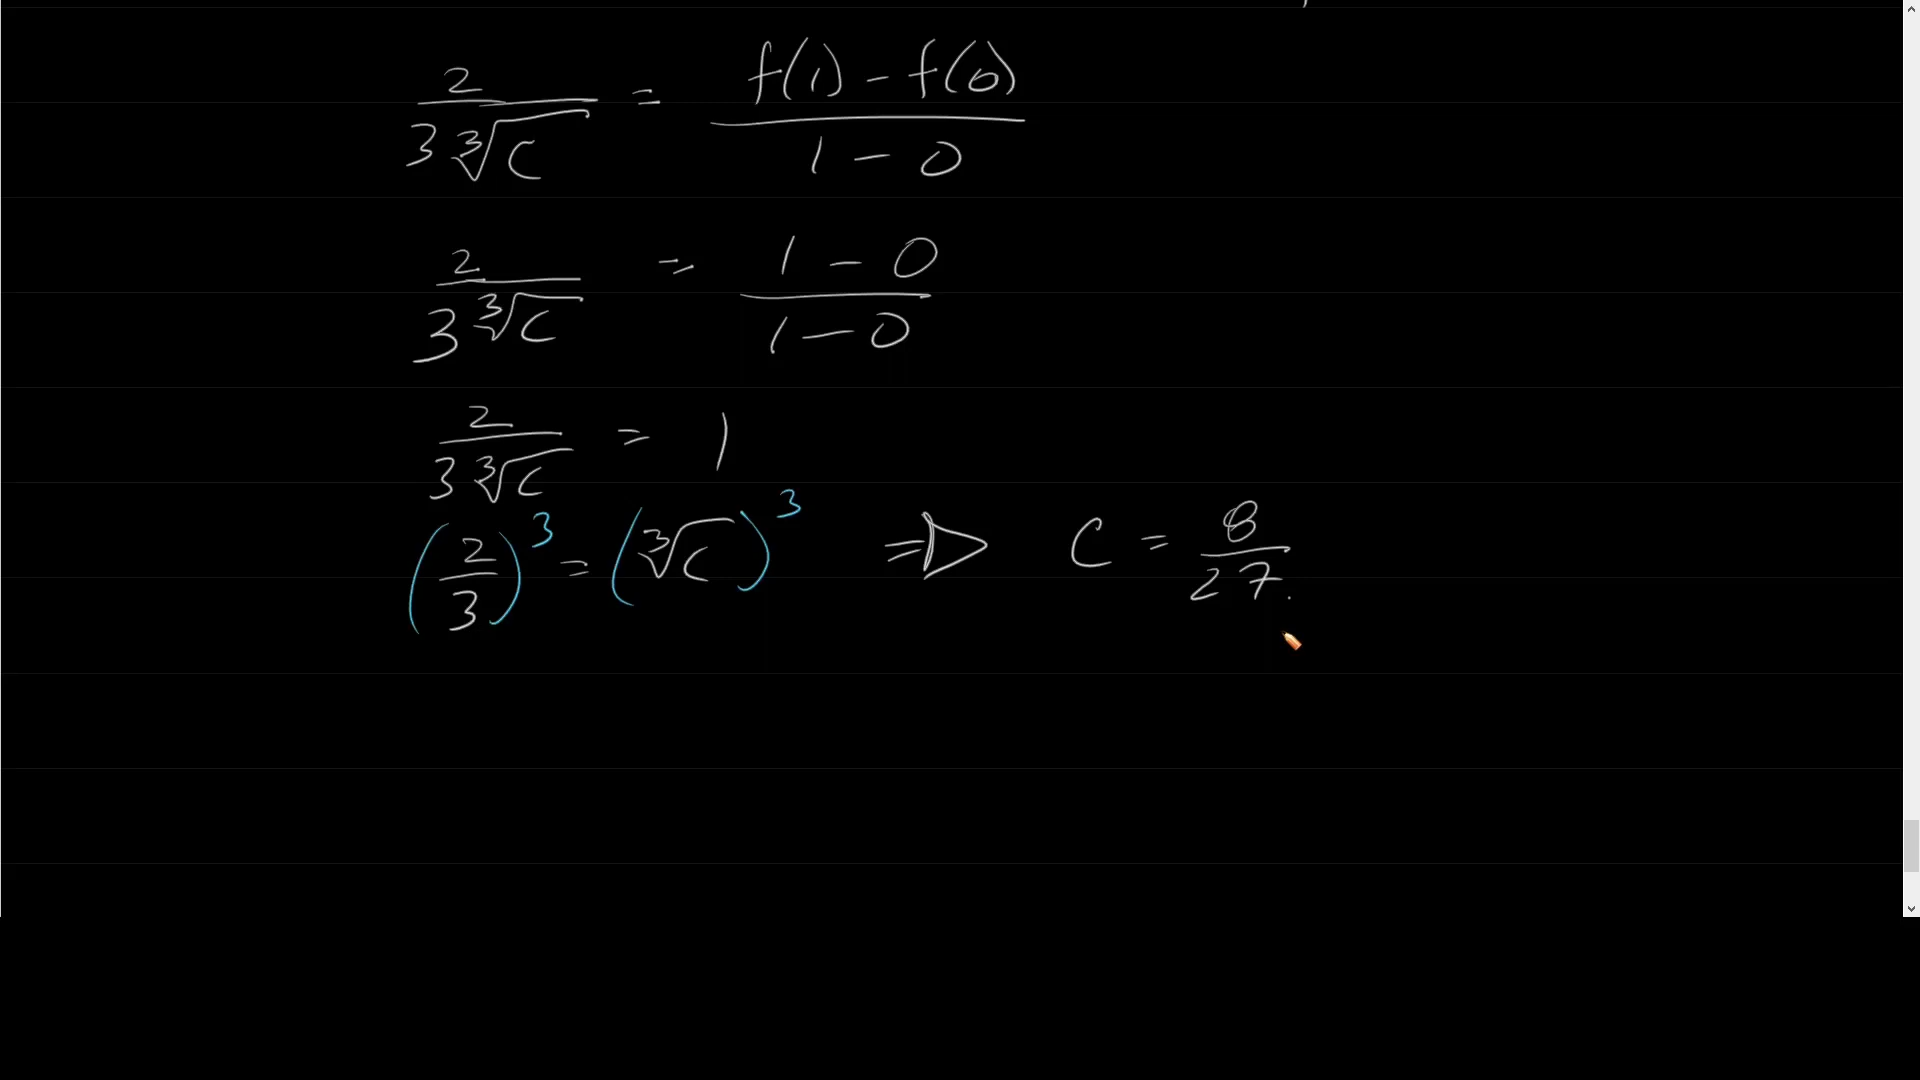 2/(3∛c) = (f(1) - f(0))/(1 - 0)
2/(3∛c) = (1 - 0)/(1 - 0)
2/(3∛c) = 1
(2/3)³ = (∛c)³ ⇒ c = 8/27.